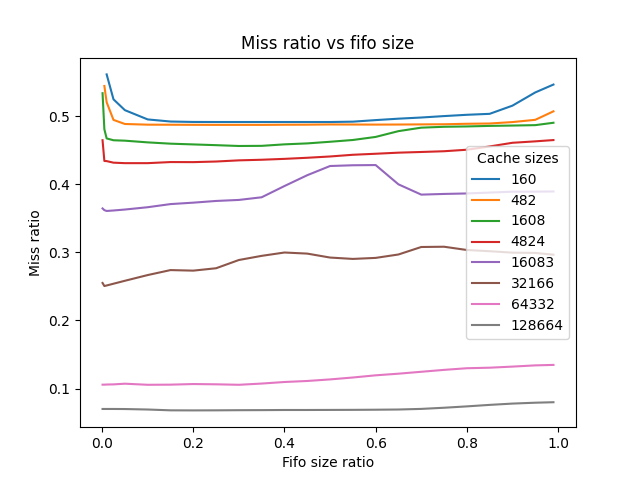 Miss ratio vs fifo size
Miss ratio
0.5
0.4
0.3
0.2
0.1
Cache sizes
160
482
1608
4824
16083
32166
64332
128664
0.0 0.2 0.4 0.6 0.8 1.0
Fifo size ratio